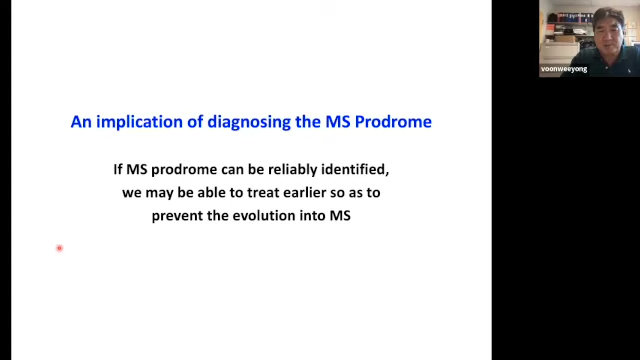 An implication of diagnosing the MS Prodrome
If MS prodrome can be reliably identified,
we may be able to treat earlier so as to
prevent the evolution into MS
voonweeyong